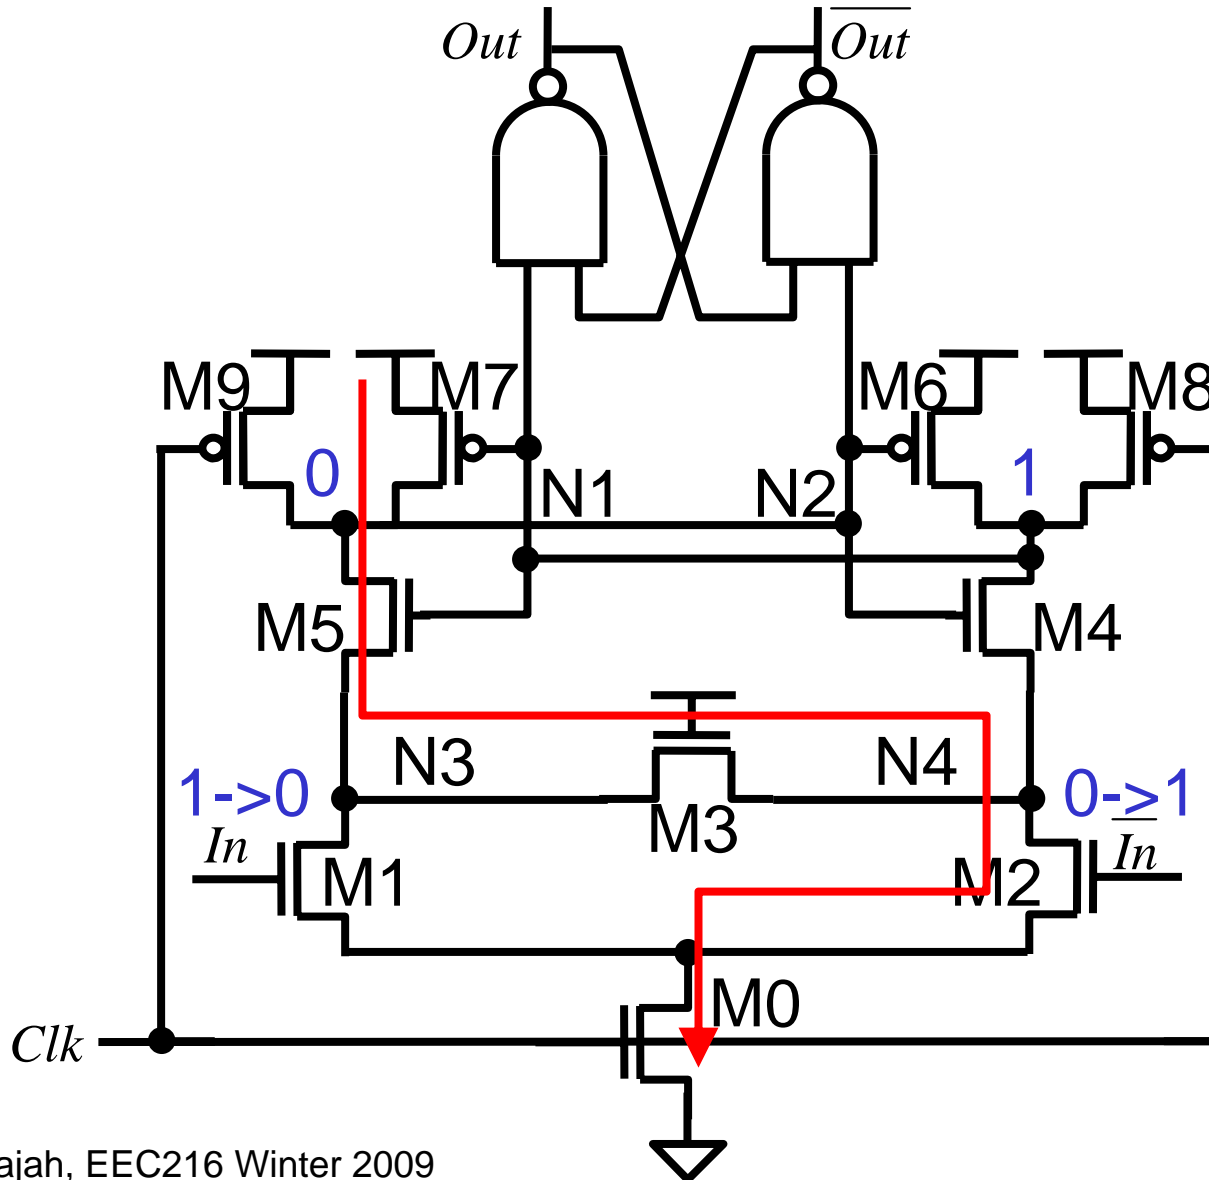 Out
Out
M9
M7
M6
M8
0
N1
N2
1
M5
M4
N3
N4
1->0
0->1
M3
In
In
M1
M2
M0
Clk
ajah, EEC216 Winter 2009